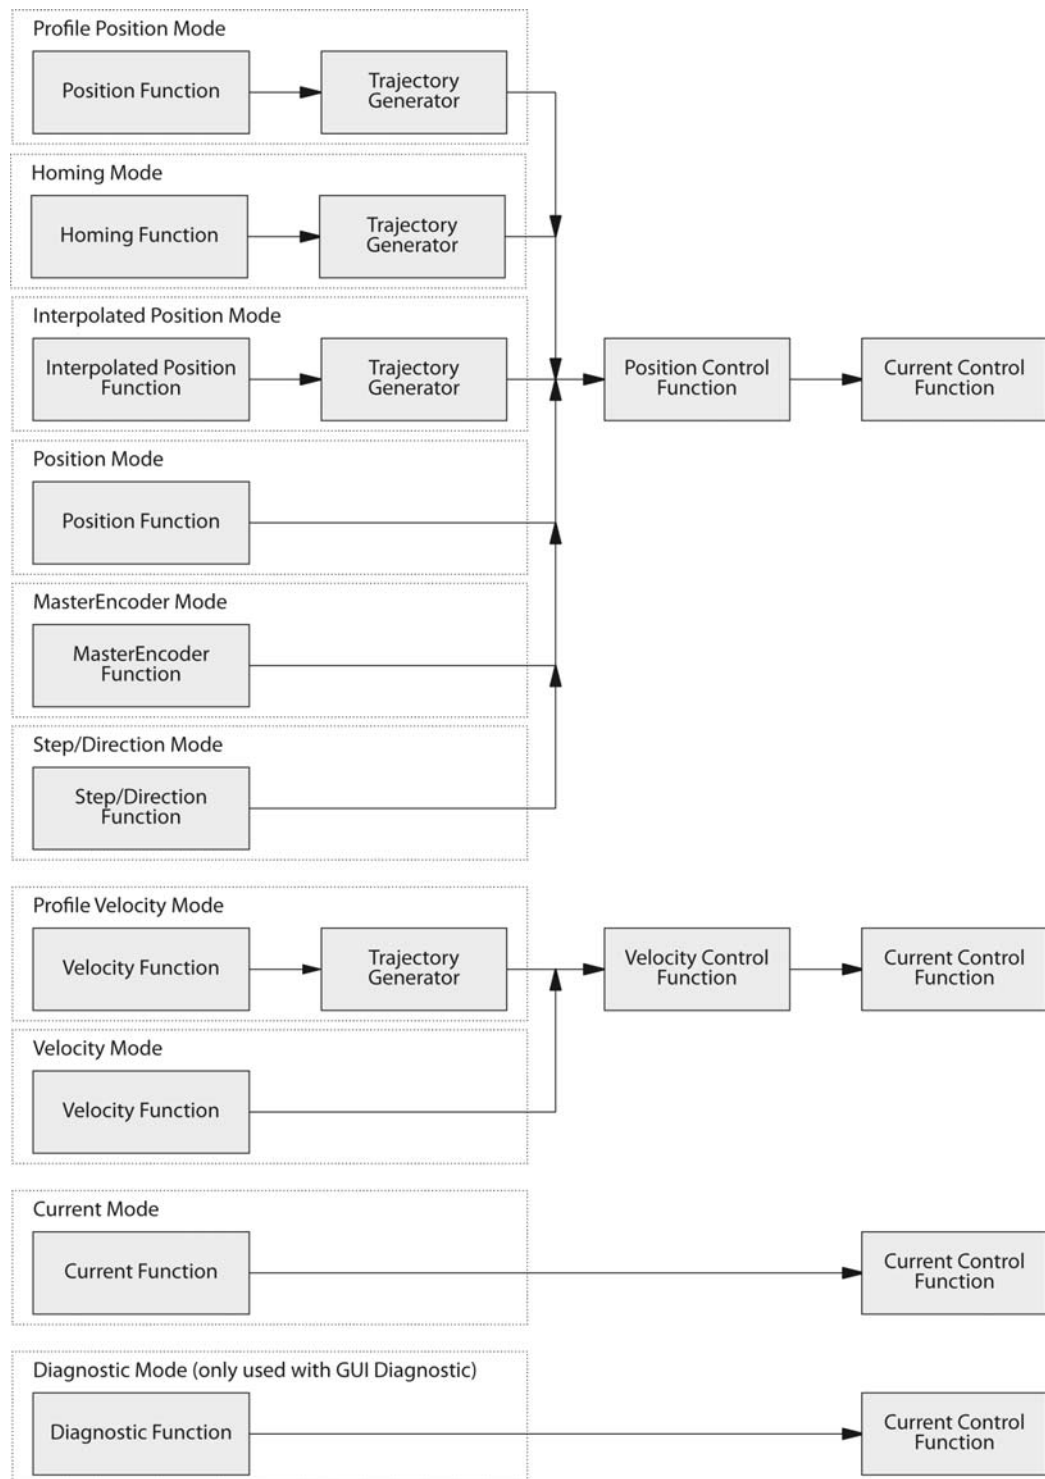 Profile Position Mode
Position Function
Trajectory
Generator
Homing Mode
Homing Function
Trajectory
Generator
Interpolated Position Mode
Interpolated Position
Function
Trajectory
Generator
Position Control
Function
Current Control
Function
Position Mode
Position Function
MasterEncoder Mode
MasterEncoder
Function
Step/Direction Mode
Step/Direction
Function
Profile Velocity Mode
Velocity Function
Trajectory
Generator
Velocity Control
Function
Current Control
Function
Velocity Mode
Velocity Function
Current Mode
Current Function
Current Control
Function
Diagnostic Mode (only used with GUI Diagnostic)
Diagnostic Function
Current Control
Function